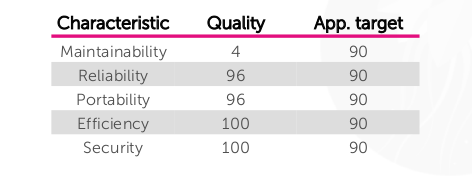 Characteristic Quality App. target
Maintainability 4 90
Reliability 96 90
Portability 96 90
Efficiency 100 90
Security 100 90